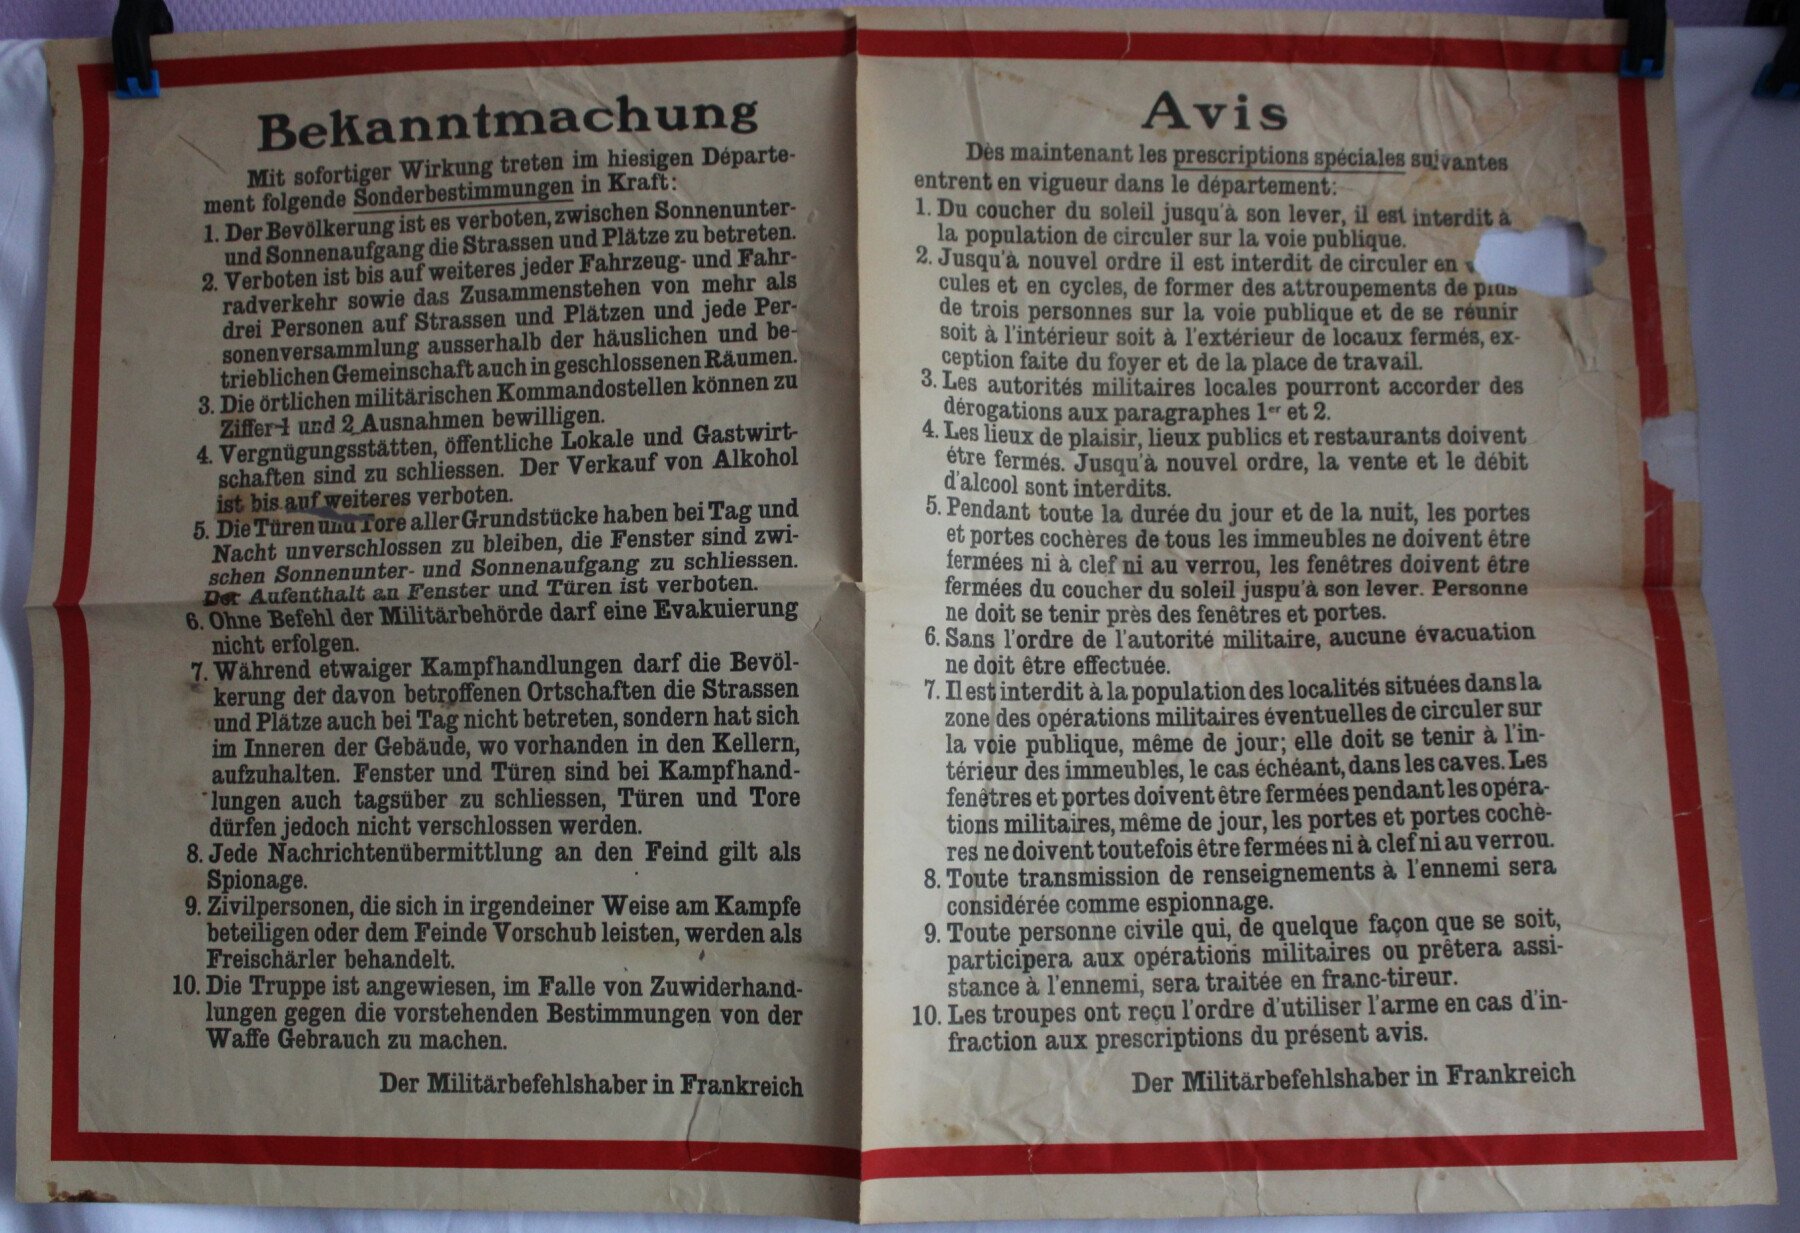 Bekanntmachung
Mit sofortiger Wirkung treten im hiesigen Départe-
ment folgende Sonderbestimmungen in Kraft:
1. Der Bevölkerung ist es verboten, zwischen Sonnenunter-
und Sonnenaufgang die Strassen und Plätze zu betreten.
2. Verboten ist bis auf weiteres jeder Fahrzeug- und Fahr-
radverkehr sowie das Zusammenstehen von mehr als
drei Personen auf Strassen und Plätzen und jede Per-
sonenversammlung ausserhalb der häuslichen und be-
trieblichen Gemeinschaft auch in geschlossenen Räumen.
3. Die örtlichen militärischen Kommandostellen können zu
Ziffer 1 und 2 Ausnahmen bewilligen.
4. Vergnügungsstätten, öffentliche Lokale und Gastwirt-
schaften sind zu schliessen. Der Verkauf von Alkohol
ist bis auf weiteres verboten.
5. Die Türen und Tore aller Grundstücke haben bei Tag und
Nacht unverschlossen zu bleiben, die Fenster sind zwi-
schen Sonnenunter- und Sonnenaufgang zu schliessen.
Der Aufenthalt an Fenster und Türen ist verboten.
6. Ohne Befehl der Militärbehörde darf eine Evakuierung
nicht erfolgen.
7. Während etwaiger Kampfhandlungen darf die Bevöl-
kerung der davon betroffenen Ortschaften die Strassen
und Plätze auch bei Tag nicht betreten, sondern hat sich
im Inneren der Gebäude, wo vorhanden in den Kellern,
aufzuhalten. Fenster und Türen sind bei Kampfhand-
lungen auch tagsüber zu schliessen, Türen und Tore
dürfen jedoch nicht verschlossen werden.
8. Jede Nachrichtenübermittlung an den Feind gilt als
Spionage.
9. Zivilpersonen, die sich in irgendeiner Weise am Kampfe
beteiligen oder dem Feinde Vorschub leisten, werden als
Freischärler behandelt.
10. Die Truppe ist angewiesen, im Falle von Zuwiderhand-
lungen gegen die vorstehenden Bestimmungen von der
Waffe Gebrauch zu machen.
Der Militärbefehlshaber in Frankreich
Avis
Dès maintenant les prescriptions spéciales suivantes
entrent en vigueur dans le département:
1. Du coucher du soleil jusqu'à son lever, il est interdit à
la population de circuler sur la voie publique.
2. Jusqu'à nouvel ordre il est interdit de circuler en
cules et en cycles, de former des attroupements de plus
de trois personnes sur la voie publique et de se réunir
soit à l'intérieur soit à l'extérieur de locaux fermés, ex-
ception faite du foyer et de la place de travail.
3. Les autorités militaires locales pourront accorder des
dérogations aux paragraphes 1er et 2.
4. Les lieux de plaisir, lieux publics et restaurants doivent
étre fermés. Jusqu'à nouvel ordre, la vente et le débit
d'alcool sont interdits.
5. Pendant toute la durée du jour et de la nuit, les portes
et portes cochères de tous les immeubles ne doivent être
fermées ni à clef ni au verrou, les fenêtres doivent être
fermées du coucher du soleil juspu'à son lever. Personne
ne doit se tenir près des fenêtres et portes.
6. Sans l'ordre de l'autorité militaire, aucune évacuation
ne doit être effectuée.
7. Il est interdit à la population des localités situées dans la
zone des opérations militaires éventuelles de circuler sur
la voie publique, même de jour; elle doit se tenir à l'in-
térieur des immeubles, le cas échéant, dans les caves. Les
fenêtres et portes doivent être fermées pendant les opéra-
tions militaires, même de jour, les portes et portes cochè-
res ne doivent toutefois être fermées ni à clef ni au verrou.
8. Toute transmission de renseignements à l'ennemi sera
considérée comme espionnage.
9. Toute personne civile qui, de quelque façon que se soit,
participera aux opérations militaires ou prêtera assi-
stance à l'ennemi, sera traitée en franc-tireur.
10. Les troupes ont reçu l'ordre d'utiliser l'arme en cas d'in-
fraction aux prescriptions du présent avis.
Der Militärbefehlshaber in Frankreich